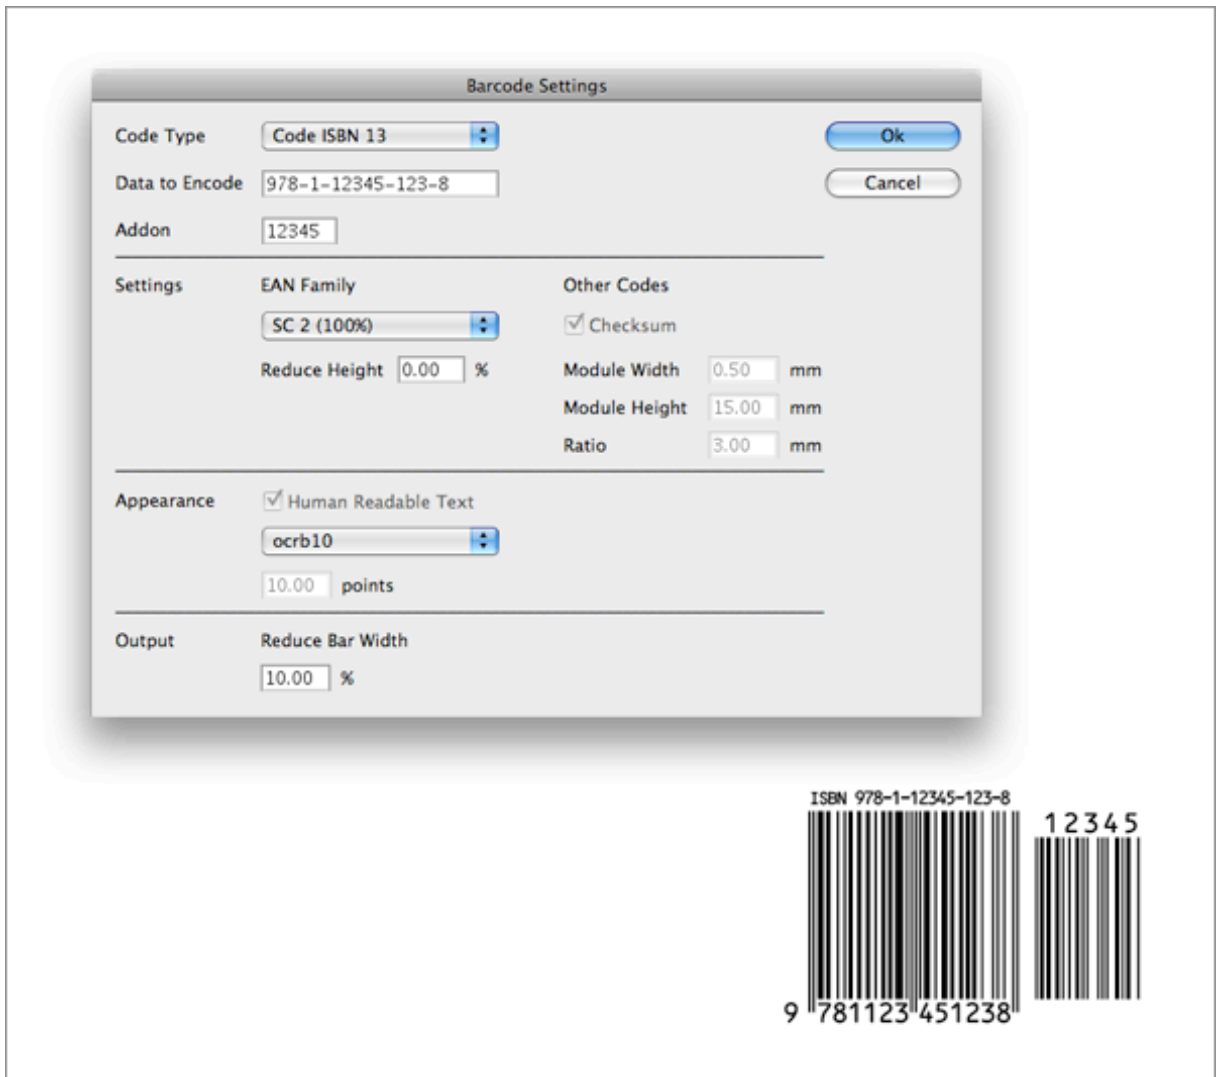 Barcode Settings
Code Type Code ISBN 13 Ok
Data to Encode 978-1-12345-123-8 Cancel
Addon 12345
Settings EAN Family Other Codes
SC 2 (100%) Checksum
Reduce Height 0.00 % Module Width 0.50 mm
Module Height 15.00 mm
Ratio 3.00 mm
Appearance Human Readable Text
ocrb10
10.00 points
Output Reduce Bar Width
10.00 %
ISBN 978-1-12345-123-8
12345
9 781123 451238